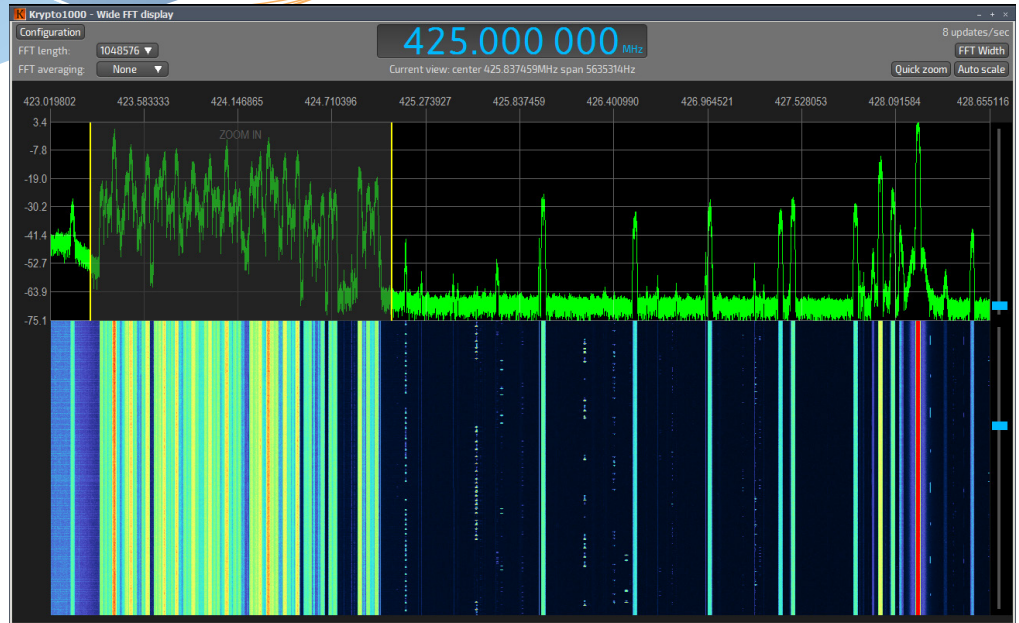 Krypto1000 - Wide FFT display
Configuration
425.000 000 MHz
8 updates/sec
FFT length: 1048576
FFT Width
FFT averaging: None
Current view: center 425.837459MHz span 5635314Hz
Quick zoom Auto scale
423.019802 423.583333 424.146865 424.710396 425.273927 425.837459 426.400990 426.964521 427.528053 428.091584 428.655116
3.4
ZOOM IN
-7.8
-19.0
-30.2
-41.4
-52.7
-63.9
-75.1